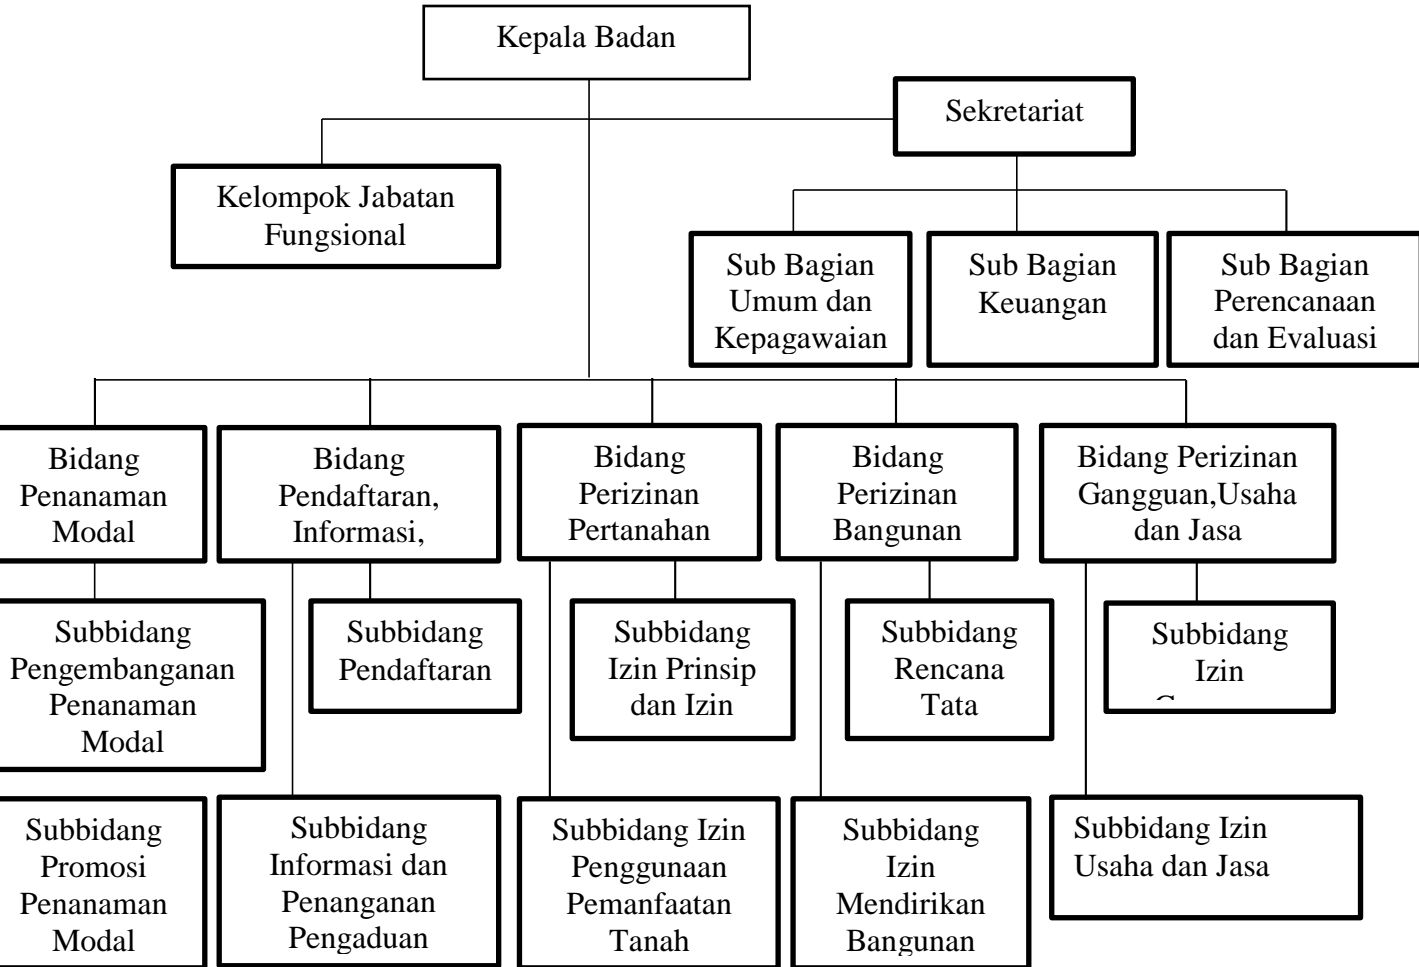 Kepala Badan
Sekretariat
Kelompok Jabatan
Fungsional
Sub Bagian
Umum dan
Kepagawaian
Sub Bagian
Keuangan
Sub Bagian
Perencanaan
dan Evaluasi
Bidang
Penanaman
Modal
Bidang
Pendaftaran,
Informasi,
Bidang
Perizinan
Pertanahan
Bidang
Perizinan
Bangunan
Bidang Perizinan
Gangguan,Usaha
dan Jasa
Subbidang
Pengembanganan
Penanaman
Modal
Subbidang
Pendaftaran
Subbidang
Izin Prinsip
dan Izin
Subbidang
Rencana
Tata
Subbidang
Izin
Subbidang
Promosi
Penanaman
Modal
Subbidang
Informasi dan
Penanganan
Pengaduan
Subbidang Izin
Penggunaan
Pemanfaatan
Tanah
Subbidang
Izin
Mendirikan
Bangunan
Subbidang Izin
Usaha dan Jasa